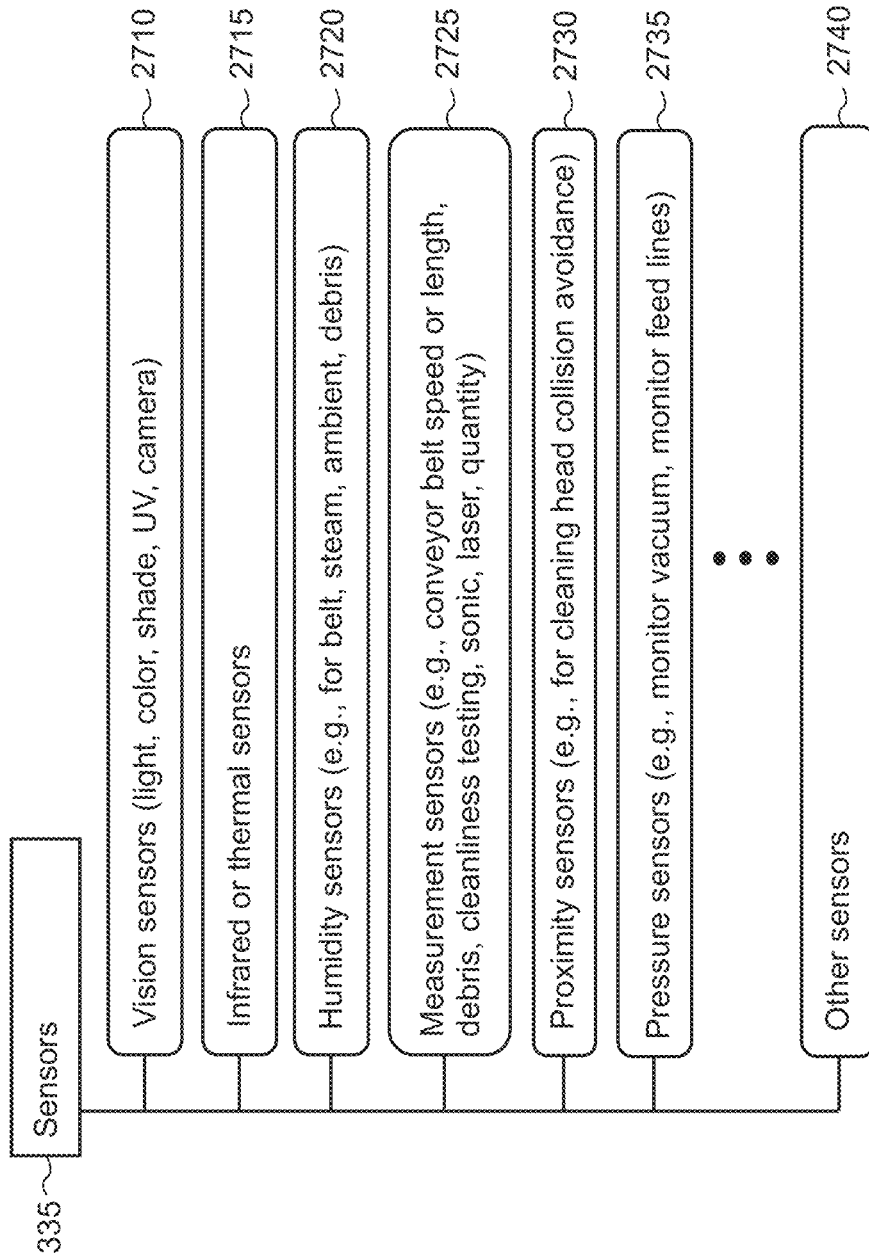 335
Sensors
Vision sensors (light, color, shade, UV, camera)
2710
Infrared or thermal sensors
2715
Humidity sensors (e.g., for belt, steam, ambient, debris)
2720
Measurement sensors (e.g., conveyor belt speed or length,
debris, cleanliness testing, sonic, laser, quantity)
2725
Proximity sensors (e.g., for cleaning head collision avoidance)
2730
Pressure sensors (e.g., monitor vacuum, monitor feed lines)
2735
Other sensors
2740